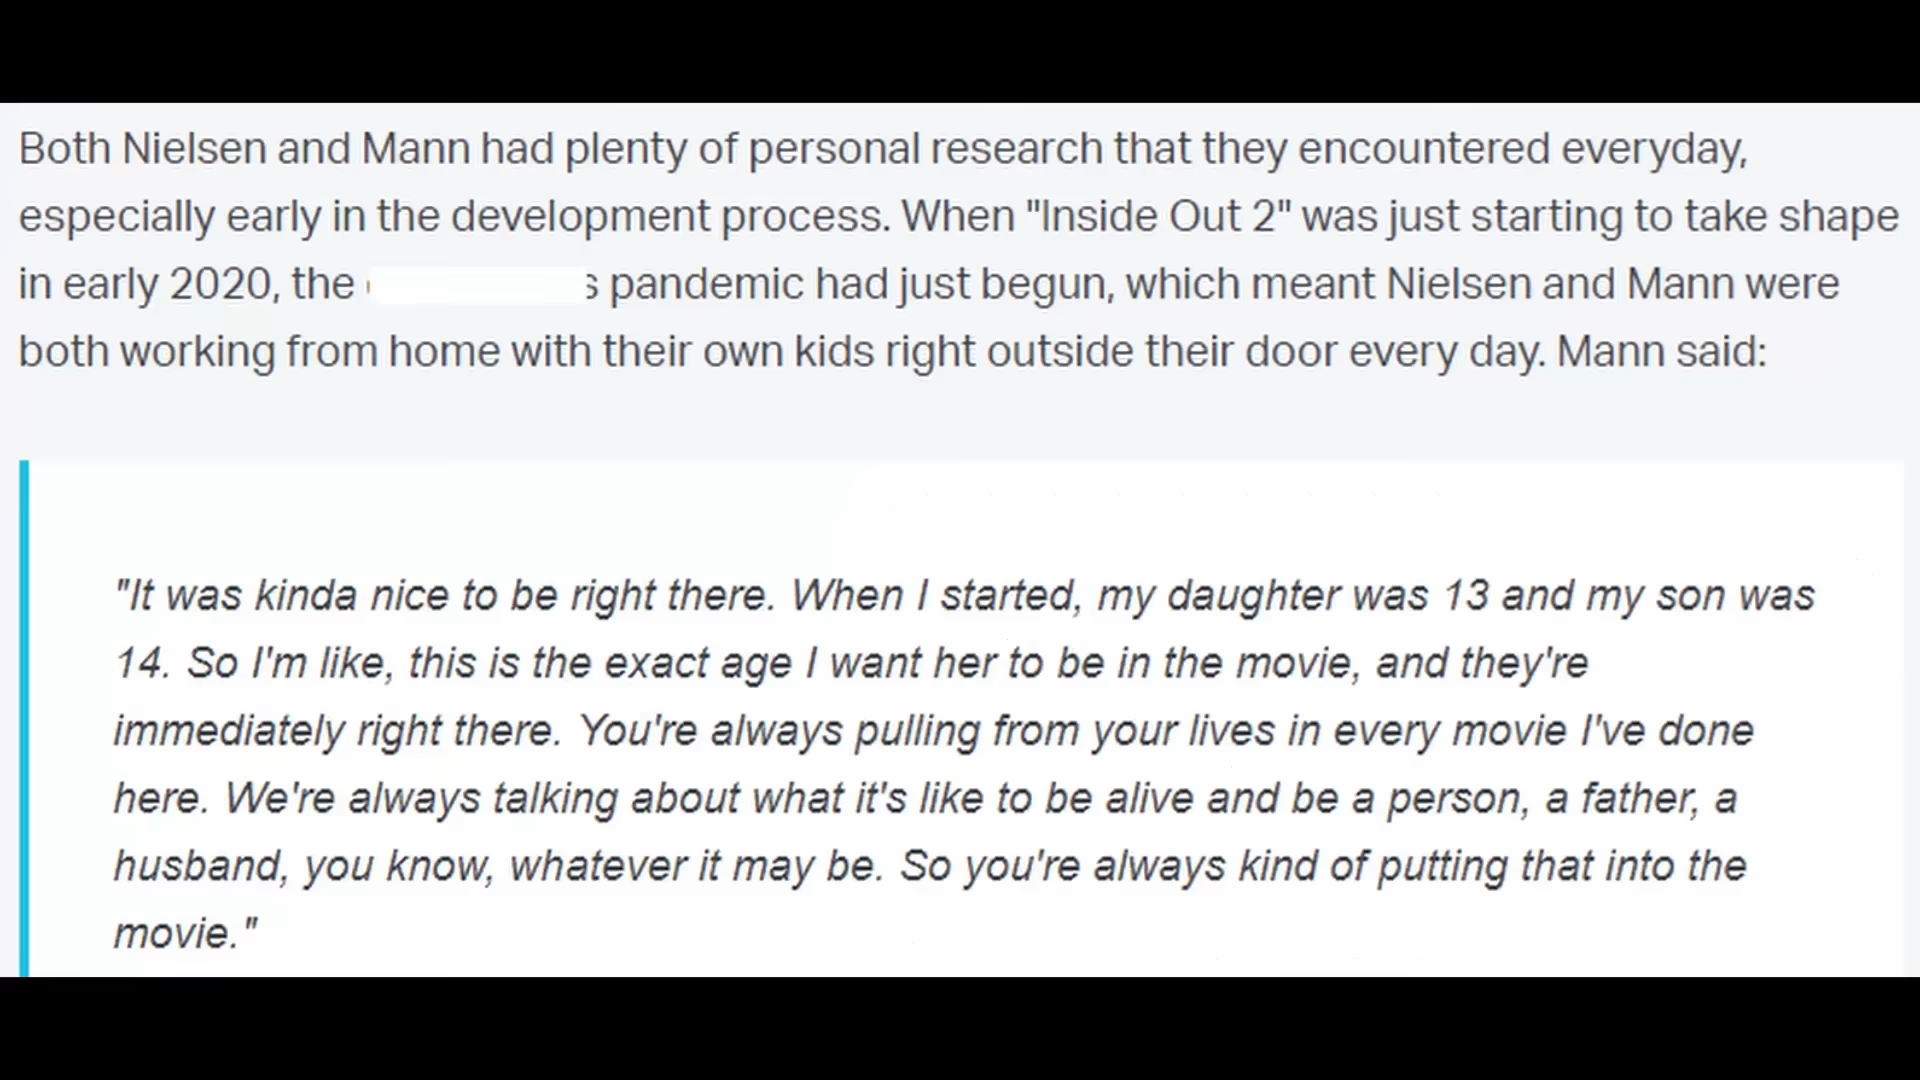 Both Nielsen and Mann had plenty of personal research that they encountered everyday,
especially early in the development process. When "Inside Out 2" was just starting to take shape
in early 2020, the pandemic had just begun, which meant Nielsen and Mann were
both working from home with their own kids right outside their door every day. Mann said:
"It was kinda nice to be right there. When I started, my daughter was 13 and my son was
14. So I'm like, this is the exact age I want her to be in the movie, and they're
immediately right there. You're always pulling from your lives in every movie I've done
here. We're always talking about what it's like to be alive and be a person, a father, a
husband, you know, whatever it may be. So you're always kind of putting that into the
movie."